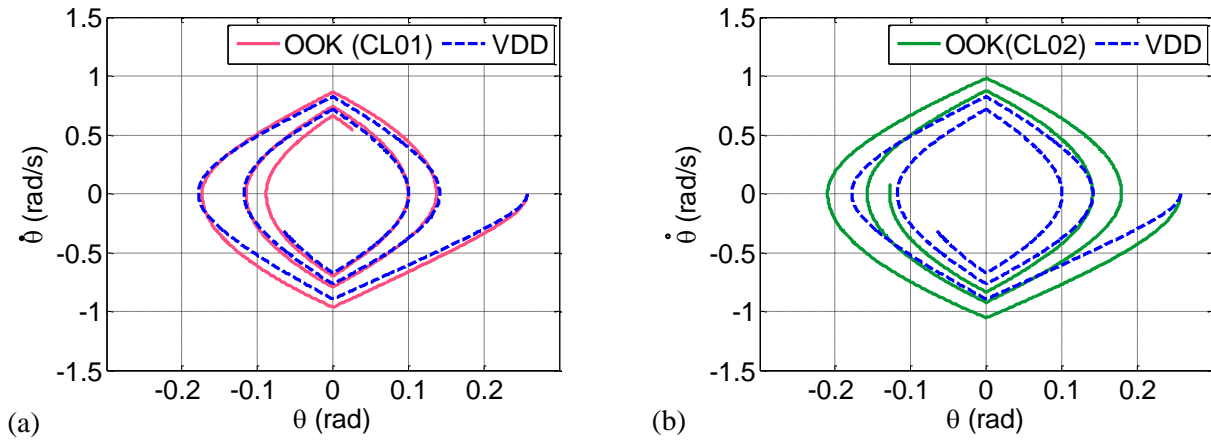 OOK (CL01) VDD
1.5
1
0.5
0
-0.5
-1
-1.5
θ̇ (rad/s)
-0.2 -0.1 0 0.1 0.2
θ (rad)
(a)
OOK(CL02) VDD
1.5
1
0.5
0
-0.5
-1
-1.5
θ̇ (rad/s)
-0.2 -0.1 0 0.1 0.2
θ (rad)
(b)